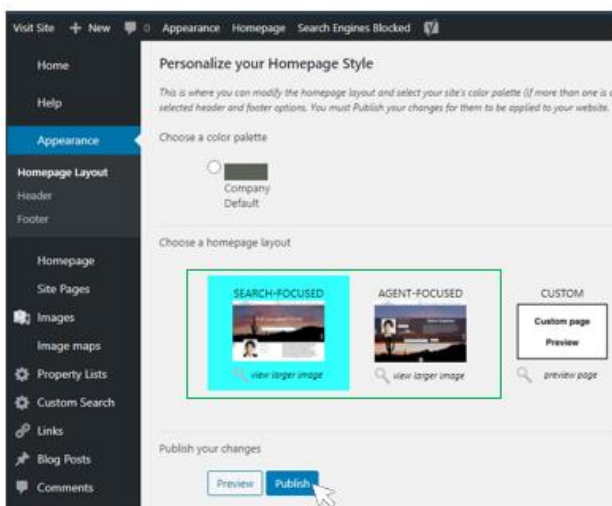 Visit Site + New 0 Appearance Homepage Search Engines Blocked
Home
Help
Appearance
Homepage Layout
Header
Footer
Homepage
Site Pages
Images
Image maps
Property Lists
Custom Search
Links
Blog Posts
Comments
Personalize your Homepage Style
This is where you can modify the homepage layout and select your site's color palette (if more than one is
selected header and footer options. You must Publish your changes for them to be applied to your website.
Choose a color palette
Company
Default
Choose a homepage layout
SEARCH-FOCUSED AGENT-FOCUSED CUSTOM
Custom page
Preview
view larger image view larger image preview page
Publish your changes
Preview Publish